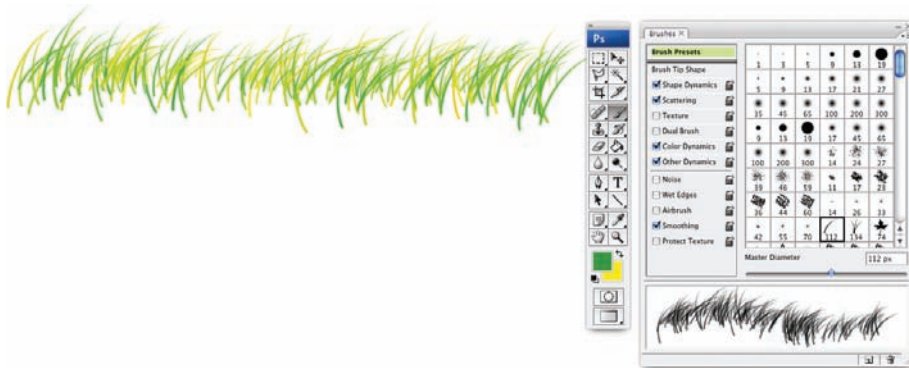 Brushes ×
Ps
Brush Presets
Brush Tip Shape
Shape Dynamics
Scattering
Texture
Dual Brush
Color Dynamics
Other Dynamics
Noise
Wet Edges
Airbrush
Smoothing
Protect Texture
1 3 5 9 13 19
5 9 13 17 21 27
35 45 65 100 200 300
9 13 19 17 45 65
100 200 300 14 24 27
39 46 59 11 17 23
36 44 60 14 26 33
42 55 70 112 134 74
Master Diameter 112 px
T